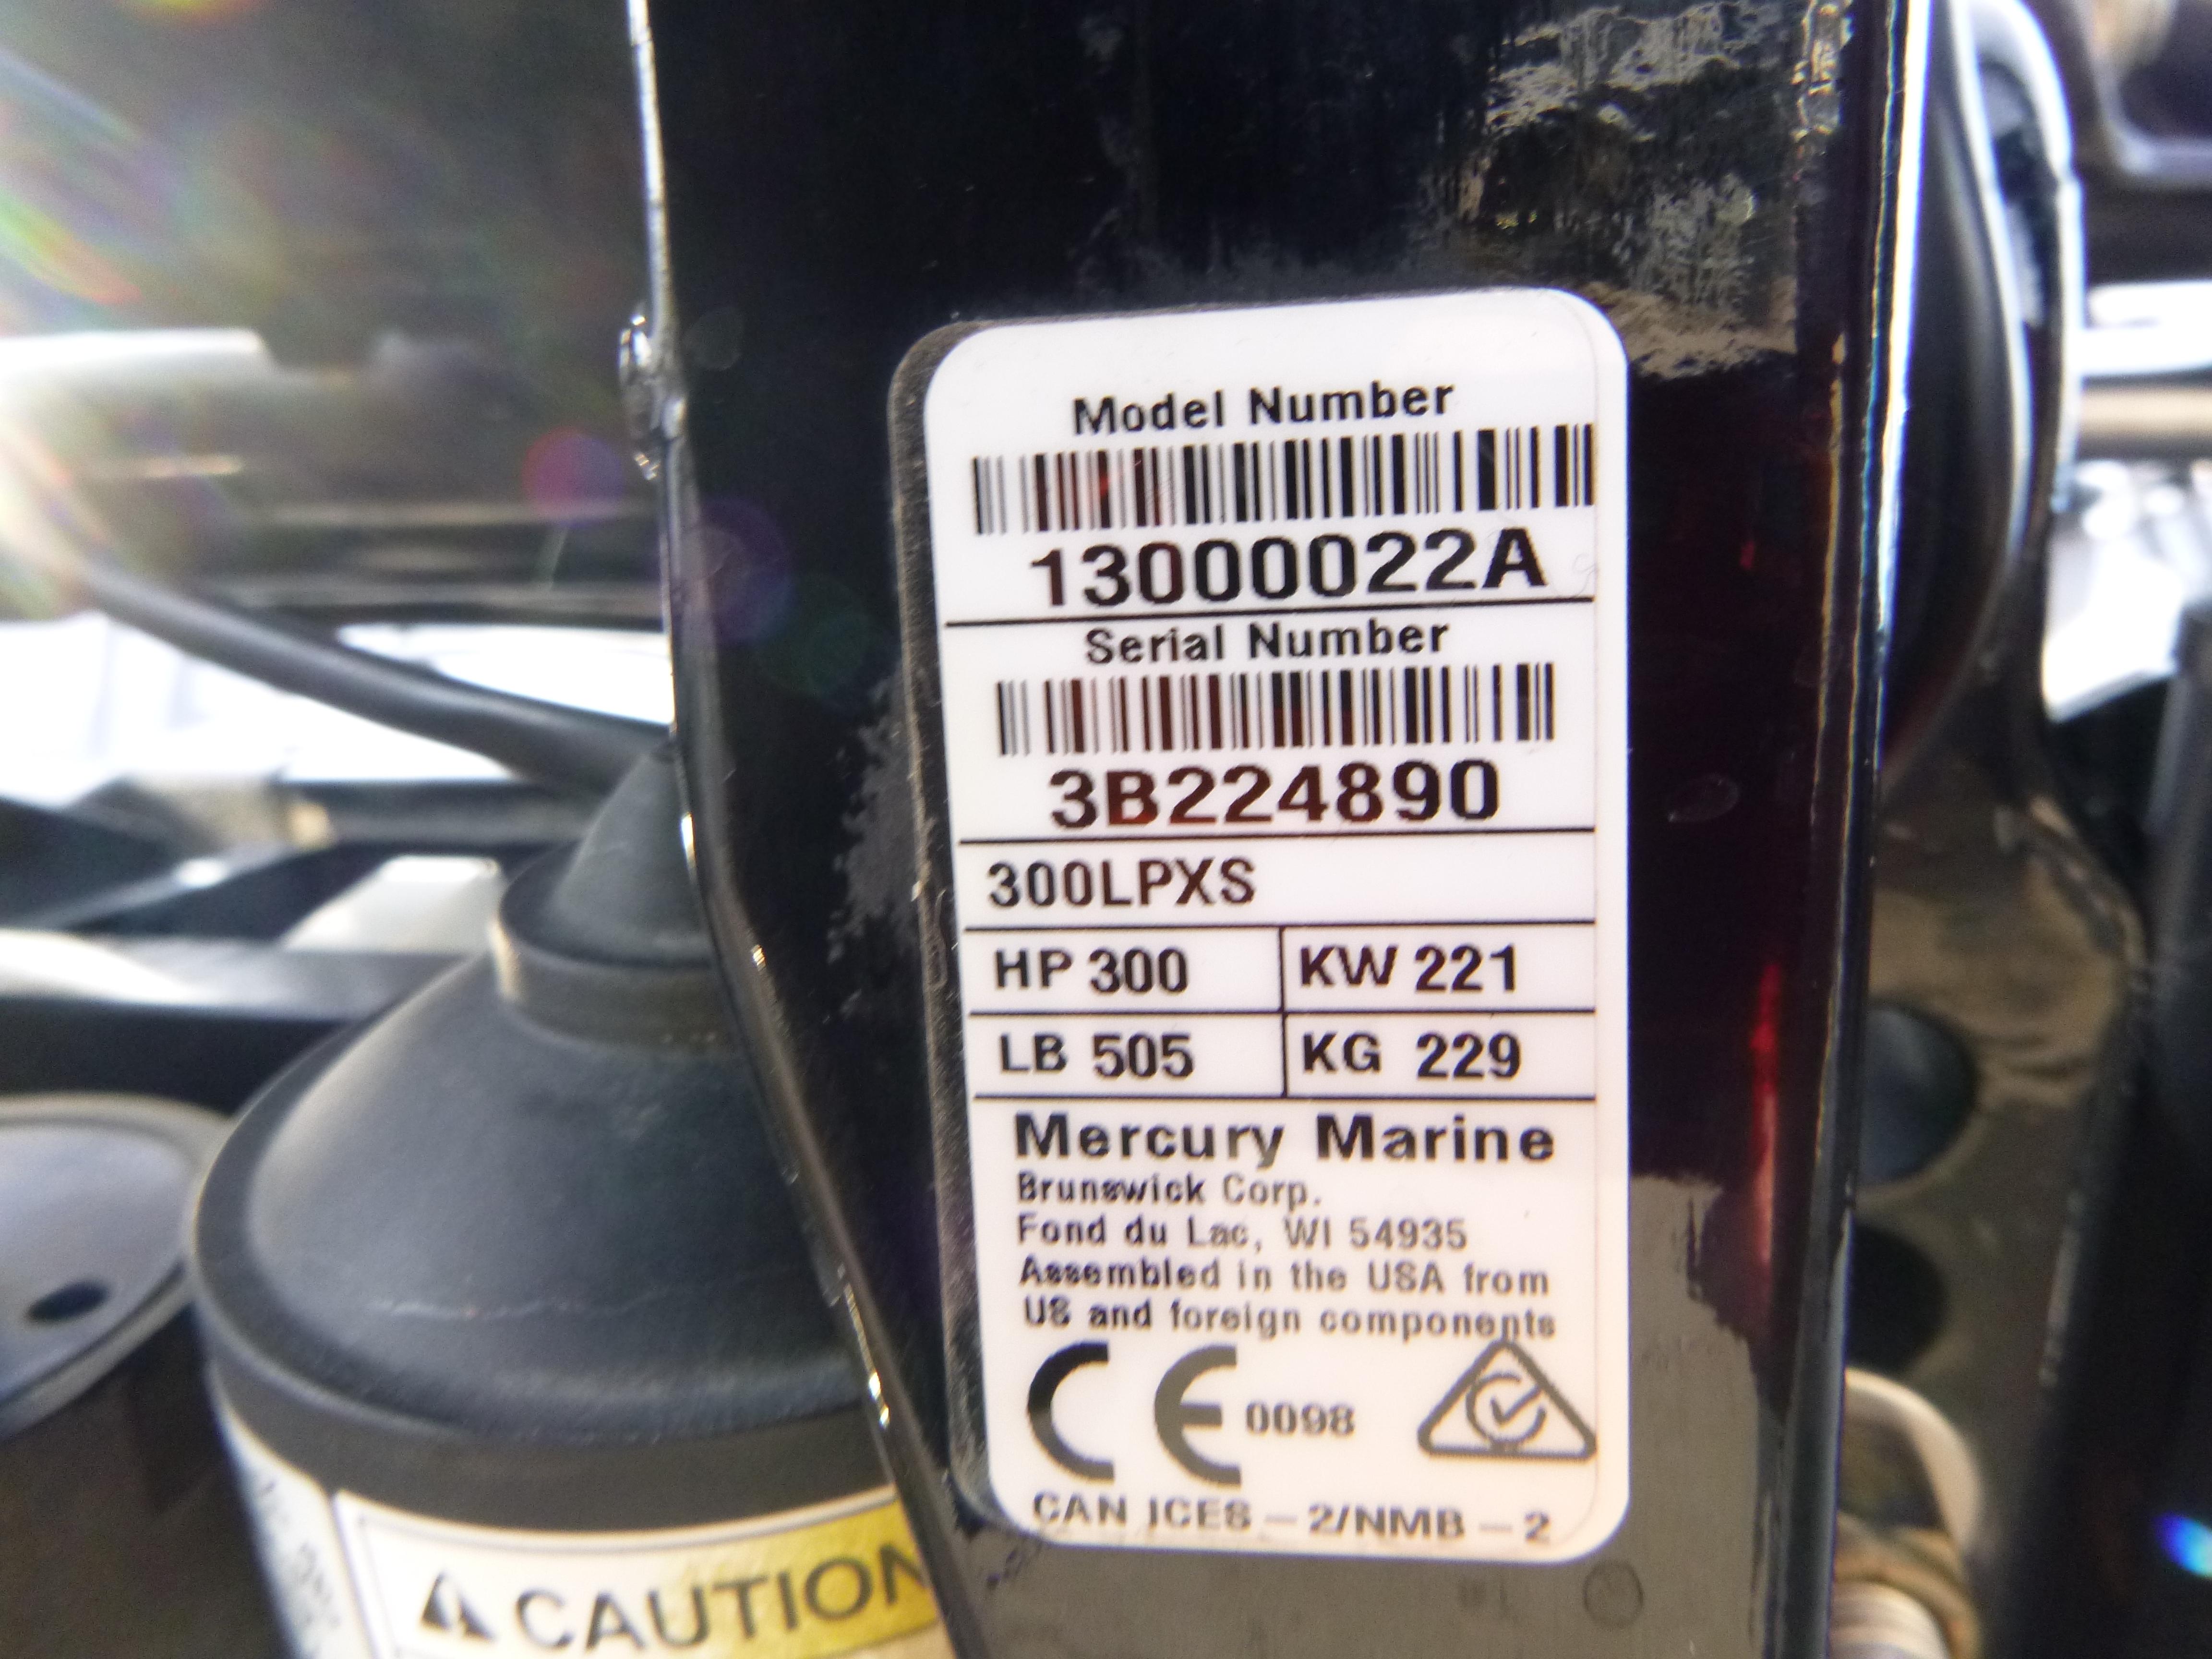 Model Number
13000022A
Serial Number
3B224890
300LPXS
HP 300 KW 221
LB 505 KG 229
Mercury Marine
Brunswick Corp.
Fond du Lac, WI 54935
Assembled in the USA from
US and foreign components
CE 0098
CAN ICES - 2/NMB - 2
CAUTION